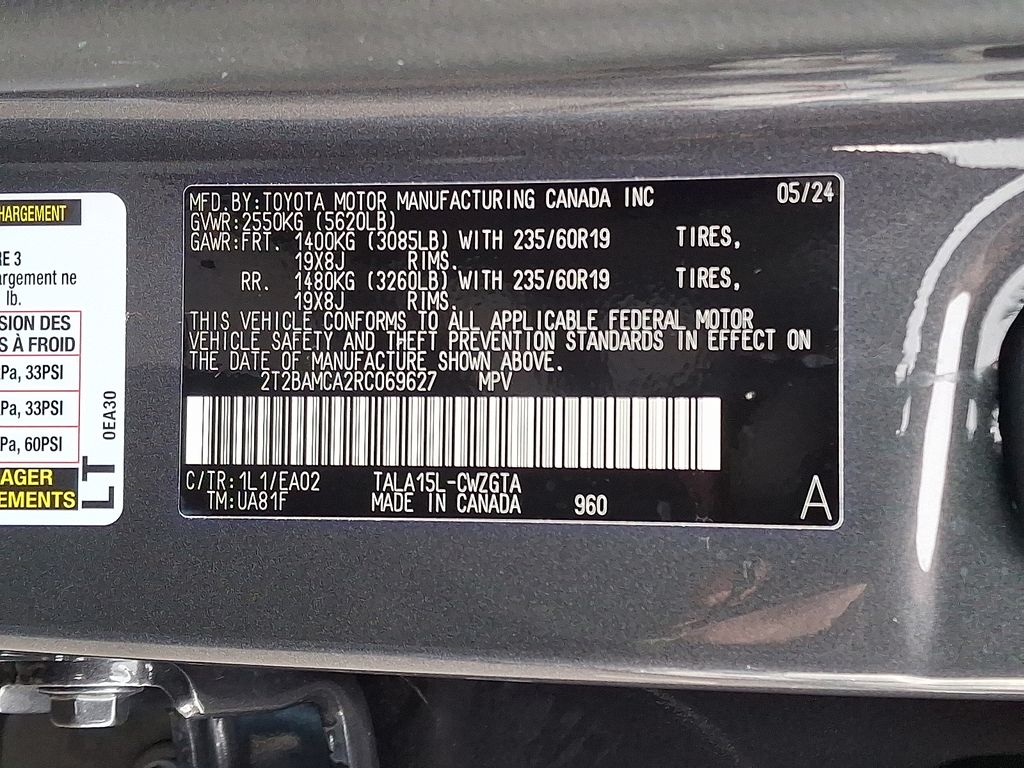 HARGEMENT
RE 3
argement ne
lb.
SION DES
S À FROID
Pa, 33PSI
Pa, 33PSI
Pa, 60PSI
AGER
EMENTS
LT
0EA30
MFD.BY:TOYOTA MOTOR MANUFACTURING CANADA INC 05/24
GVWR:2550KG (5620LB)
GAWR:FRT. 1400KG (3085LB) WITH 235/60R19 TIRES,
19X8J RIMS.
RR. 1480KG (3260LB) WITH 235/60R19 TIRES,
19X8J RIMS.
THIS VEHICLE CONFORMS TO ALL APPLICABLE FEDERAL MOTOR
VEHICLE SAFETY AND THEFT PREVENTION STANDARDS IN EFFECT ON
THE DATE OF MANUFACTURE SHOWN ABOVE.
2T2BAMCA2RC069627 MPV
C/TR:1L1/EA02 TALA15L-CWZGTA
TM:UA81F MADE IN CANADA 960 A